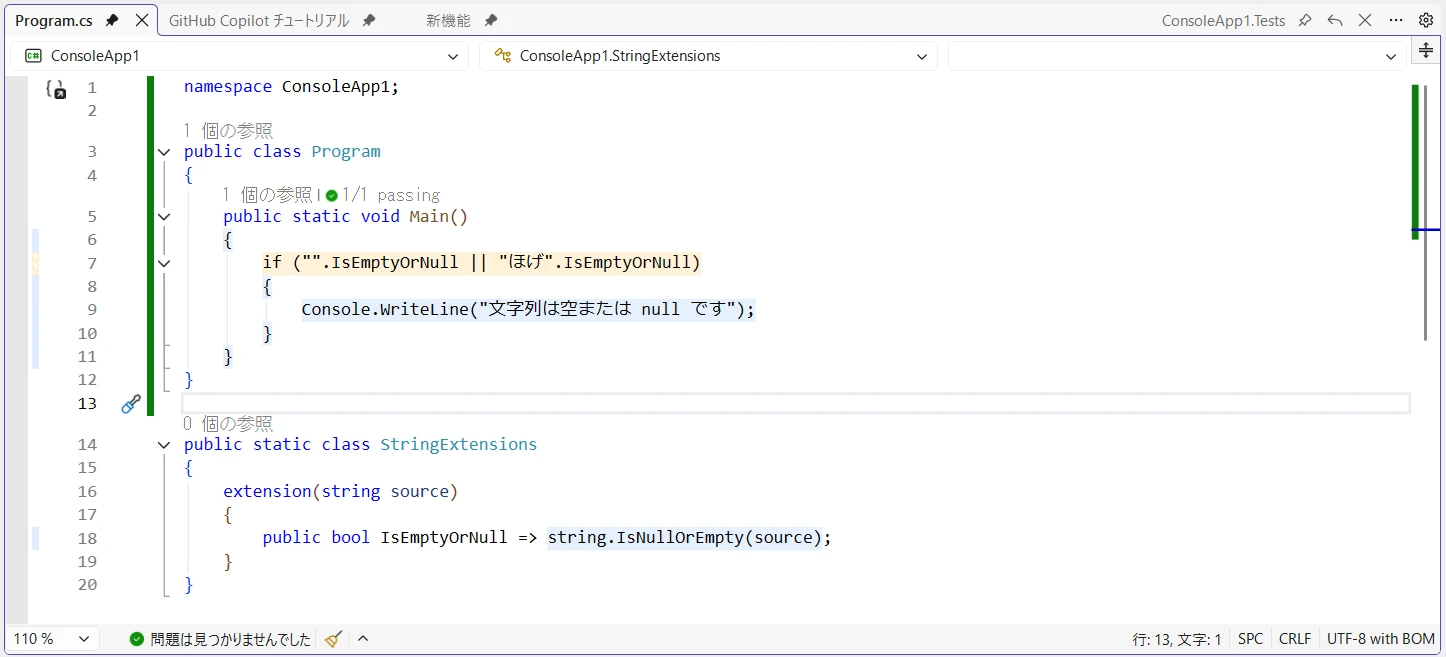 Program.cs GitHub Copilot チュートリアル 新機能 ConsoleApp1.Tests
C# ConsoleApp1 ConsoleApp1.StringExtensions
1 namespace ConsoleApp1;
2
1 個の参照
3 public class Program
4 {
1 個の参照 | 1/1 passing
5 public static void Main()
6 {
7 if ("".IsEmptyOrNull || "ほげ".IsEmptyOrNull)
8 {
9 Console.WriteLine("文字列は空または null です");
10 }
11 }
12 }
13
0 個の参照
14 public static class StringExtensions
15 {
16 extension(string source)
17 {
18 public bool IsEmptyOrNull => string.IsNullOrEmpty(source);
19 }
20 }
110 % 問題は見つかりませんでした 行: 13, 文字: 1 SPC CRLF UTF-8 with BOM